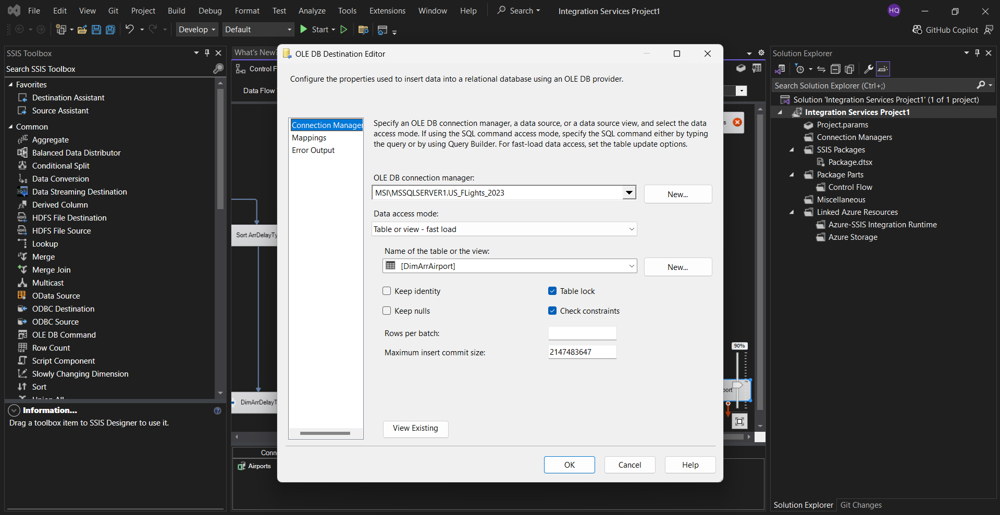 File Edit View Git Project Build Debug Format Test Analyze Tools Extensions Window Help Search Integration Services Project1 HQ
Develop Default Start GitHub Copilot
SSIS Toolbox
Search SSIS Toolbox
Favorites
Destination Assistant
Source Assistant
Common
Aggregate
Balanced Data Distributor
Conditional Split
Data Conversion
Data Streaming Destination
Derived Column
HDFS File Destination
HDFS File Source
Lookup
Merge
Merge Join
Multicast
OData Source
ODBC Destination
ODBC Source
OLE DB Command
Row Count
Script Component
Slowly Changing Dimension
Sort
Information...
Drag a toolbox item to SSIS Designer to use it.
What's New?
Control F
Data Flow
Sort ArrDelayTy
DimArrDelayT
Conn
Airports
OLE DB Destination Editor
Configure the properties used to insert data into a relational database using an OLE DB provider.
Connection Manager
Mappings
Error Output
Specify an OLE DB connection manager, a data source, or a data source view, and select the data
access mode. If using the SQL command access mode, specify the SQL command either by typing
the query or by using Query Builder. For fast-load data access, set the table update options.
OLE DB connection manager:
MSI\MSSQLSERVER1.US_FLights_2023
New...
Data access mode:
Table or view - fast load
Name of the table or the view:
[DimArrAirport]
New...
Keep identity
Table lock
Keep nulls
Check constraints
Rows per batch:
Maximum insert commit size:
2147483647
View Existing
OK Cancel Help
s
90%
port
Solution Explorer
Search Solution Explorer (Ctrl+;)
Solution 'Integration Services Project1' (1 of 1 project)
Integration Services Project1
Project.params
Connection Managers
SSIS Packages
Package.dtsx
Package Parts
Control Flow
Miscellaneous
Linked Azure Resources
Azure-SSIS Integration Runtime
Azure Storage
Solution Explorer Git Changes